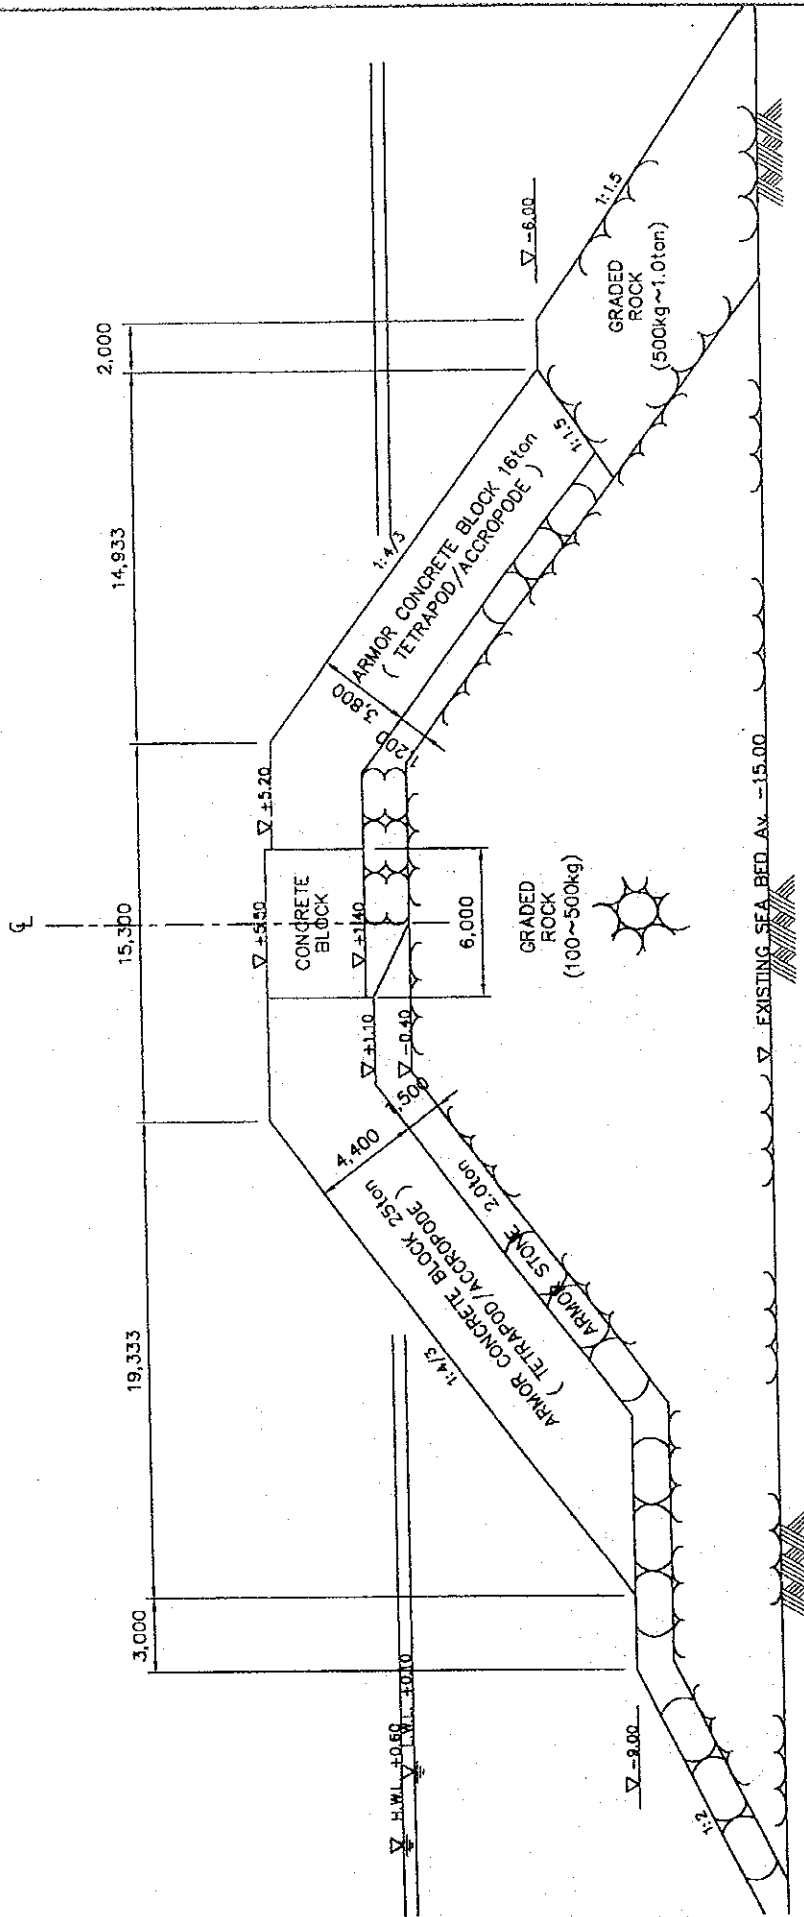 3,000
19,333
15,300
14,933
2,000
℄
▽ H.W.L +0.60
▽ L.W.L +0.10
▽ -9.00
1:2
1:4/3
ARMOR CONCRETE BLOCK 25ton
( TETRAPOD/ACCROPODE )
4,400
1,500
ARMOR STONE 2.0ton
▽ +5.50
▽ +5.20
CONCRETE
BLOCK
▽ +1.40
▽ +1.10
▽ -0.40
6,000
1:4/3
ARMOR CONCRETE BLOCK 16ton
( TETRAPOD/ACCROPODE )
3,800
1,200
1:1.5
▽ -6.00
1:1.5
GRADED
ROCK
(500kg~1.0ton)
GRADED
ROCK
(100~500kg)
▽ EXISTING SEA BED AV. -15.00